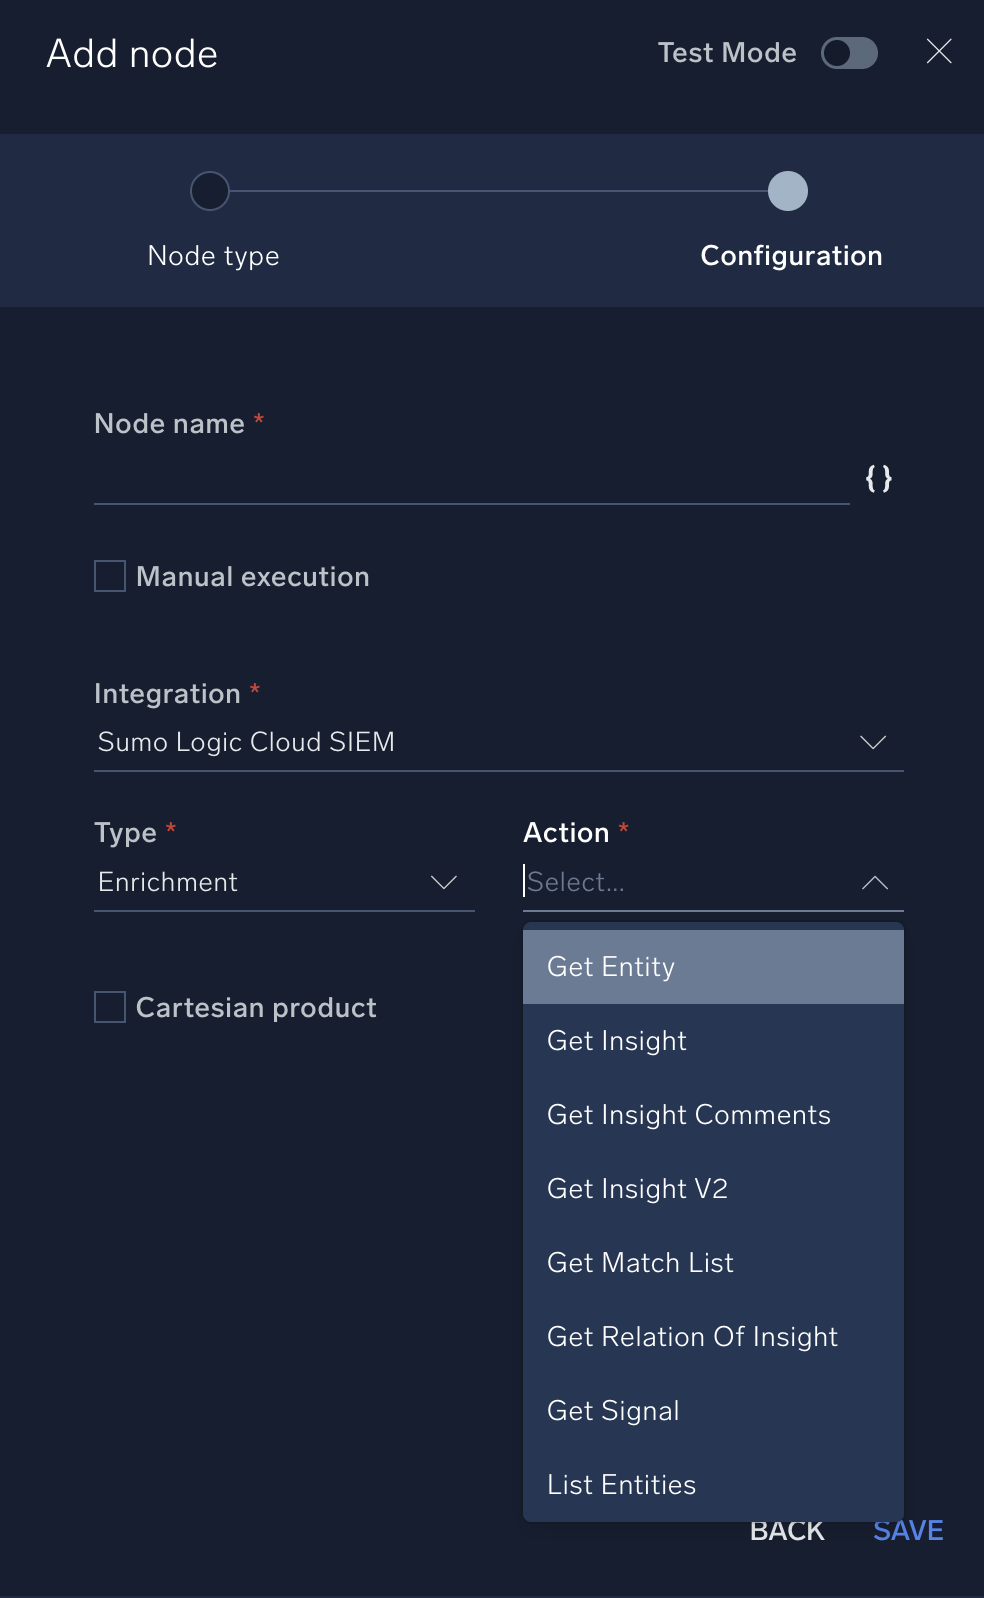 Add node
Test Mode
Node type
Configuration
Node name *
{}
Manual execution
Integration *
Sumo Logic Cloud SIEM
Type *
Action *
Enrichment
Select...
Get Entity
Cartesian product
Get Insight
Get Insight Comments
Get Insight V2
Get Match List
Get Relation Of Insight
Get Signal
List Entities
BACK
SAVE